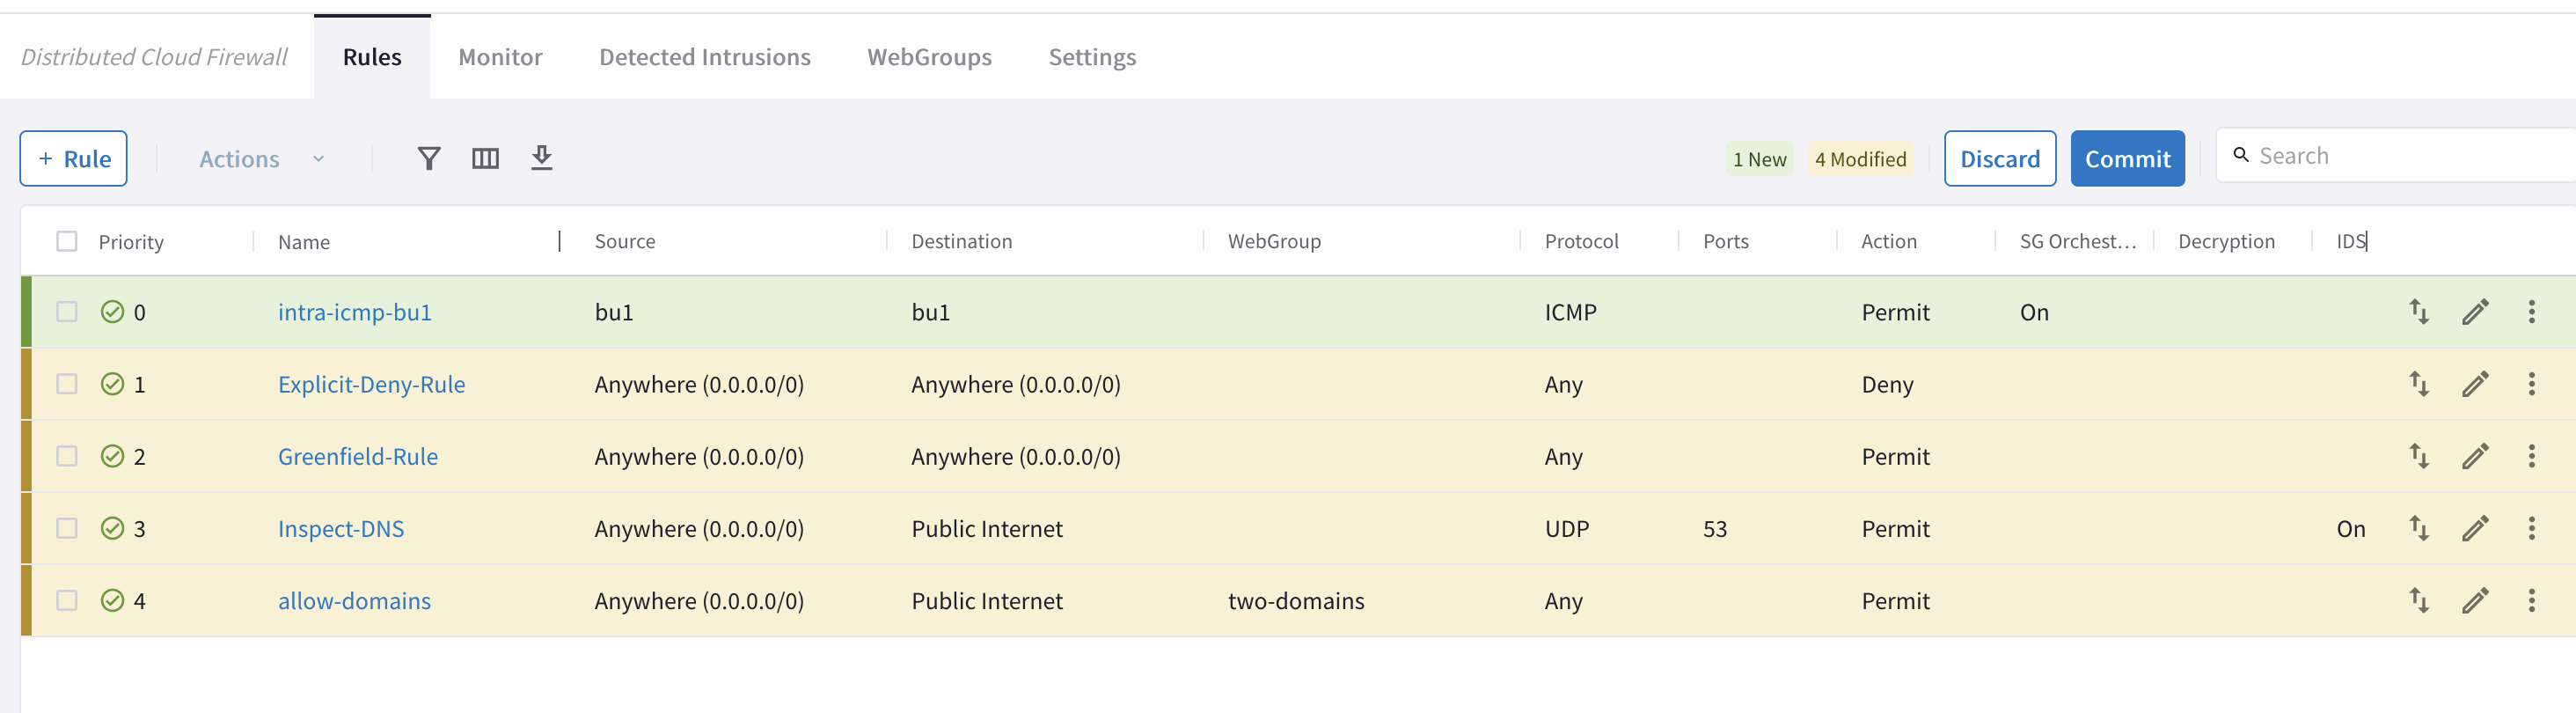 Distributed Cloud Firewall Rules Monitor Detected Intrusions WebGroups Settings
+ Rule Actions 1 New 4 Modified Discard Commit Search
Priority Name Source Destination WebGroup Protocol Ports Action SG Orchest... Decryption IDS
0 intra-icmp-bu1 bu1 bu1 ICMP Permit On
1 Explicit-Deny-Rule Anywhere (0.0.0.0/0) Anywhere (0.0.0.0/0) Any Deny
2 Greenfield-Rule Anywhere (0.0.0.0/0) Anywhere (0.0.0.0/0) Any Permit
3 Inspect-DNS Anywhere (0.0.0.0/0) Public Internet UDP 53 Permit On
4 allow-domains Anywhere (0.0.0.0/0) Public Internet two-domains Any Permit